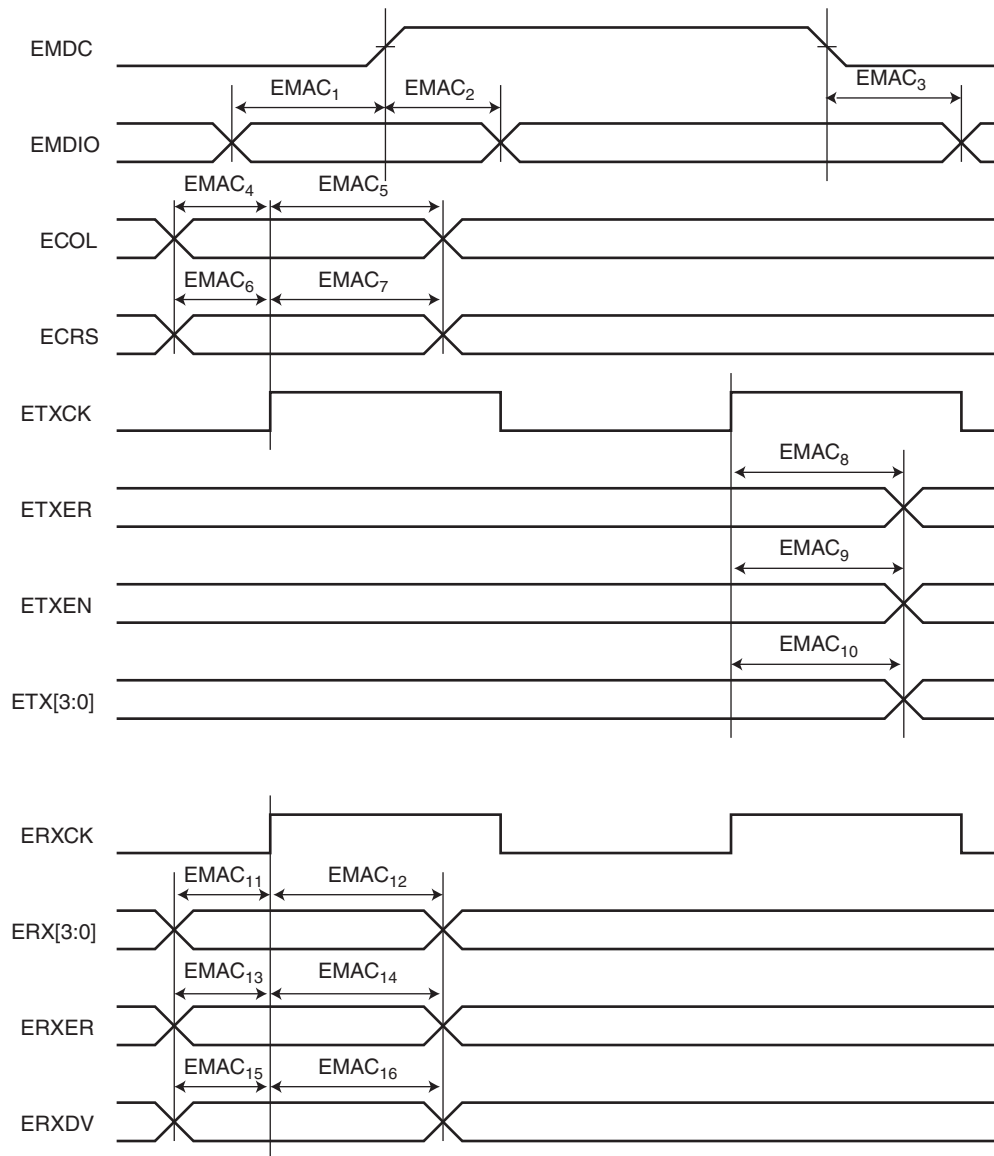 EMDC
EMAC₁ EMAC₂ EMAC₃
EMDIO
EMAC₄ EMAC₅
ECOL
EMAC₆ EMAC₇
ECRS
ETXCK
EMAC₈
ETXER
EMAC₉
ETXEN
EMAC₁₀
ETX[3:0]
ERXCK
EMAC₁₁ EMAC₁₂
ERX[3:0]
EMAC₁₃ EMAC₁₄
ERXER
EMAC₁₅ EMAC₁₆
ERXDV